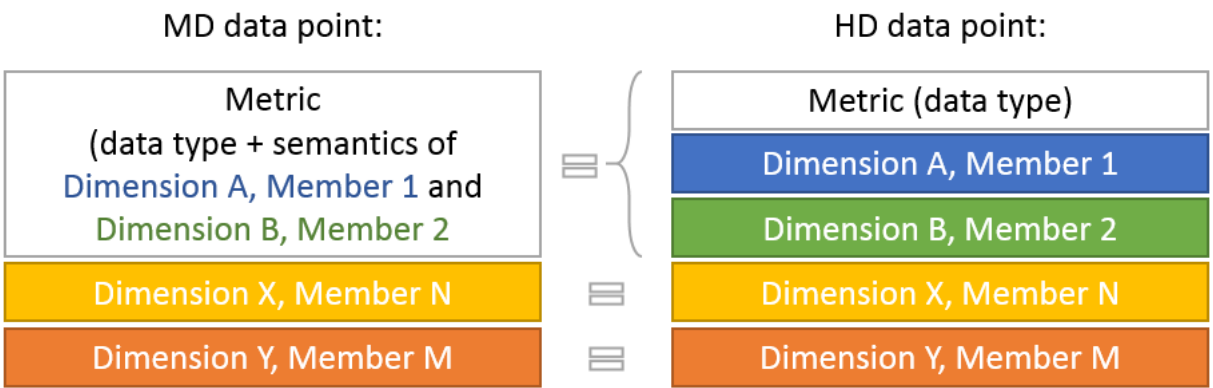 MD data point:
HD data point:
Metric
(data type + semantics of
Dimension A, Member 1 and
Dimension B, Member 2
Dimension X, Member N
Dimension Y, Member M
Metric (data type)
Dimension A, Member 1
Dimension B, Member 2
Dimension X, Member N
Dimension Y, Member M